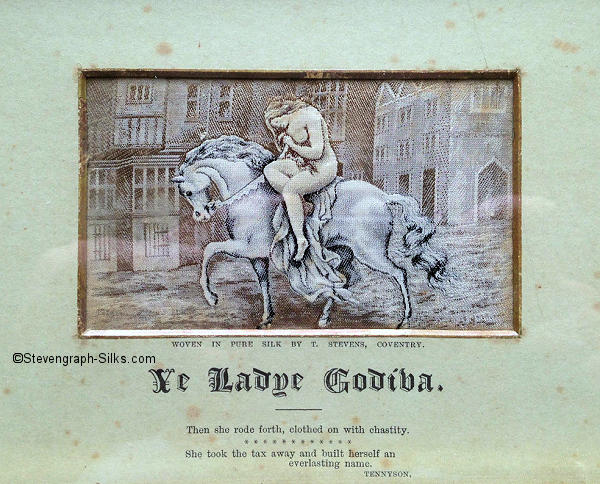 WOVEN IN PURE SILK BY T. STEVENS, COVENTRY.
©Stevengraph-Silks.com
Ye Ladye Godiva.
Then she rode forth, clothed on with chastity.
* * * * * * * * * * * *
She took the tax away and built herself an
everlasting name.
TENNYSON,